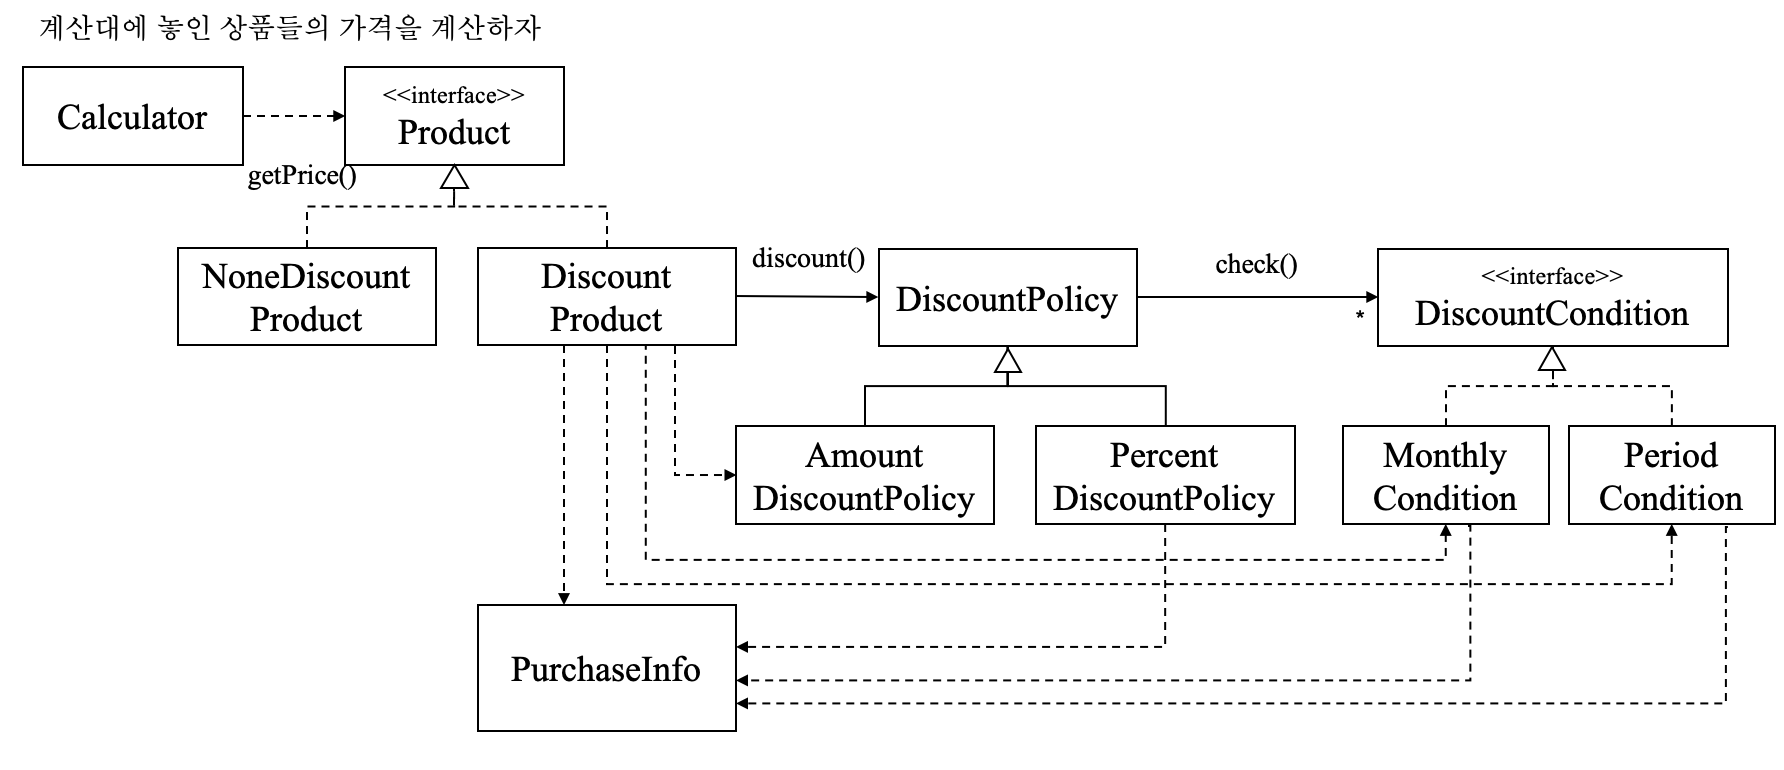 계산대에 놓인 상품들의 가격을 계산하자
Calculator
<<interface>>
Product
getPrice()
NoneDiscount
Product
Discount
Product
discount()
DiscountPolicy
check()
*
<<interface>>
DiscountCondition
Amount
DiscountPolicy
Percent
DiscountPolicy
Monthly
Condition
Period
Condition
PurchaseInfo